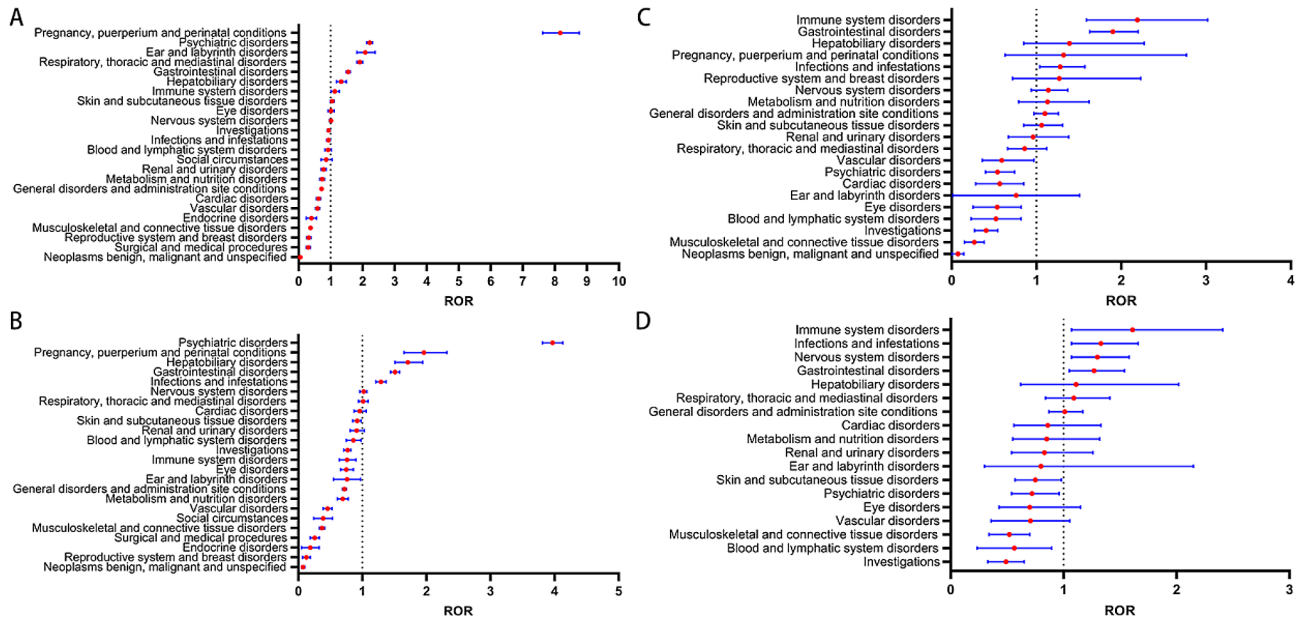 A
Pregnancy, puerperium and perinatal conditions
Psychiatric disorders
Ear and labyrinth disorders
Respiratory, thoracic and mediastinal disorders
Gastrointestinal disorders
Hepatobiliary disorders
Immune system disorders
Skin and subcutaneous tissue disorders
Eye disorders
Nervous system disorders
Investigations
Infections and infestations
Blood and lymphatic system disorders
Social circumstances
Renal and urinary disorders
Metabolism and nutrition disorders
General disorders and administration site conditions
Cardiac disorders
Vascular disorders
Endocrine disorders
Musculoskeletal and connective tissue disorders
Reproductive system and breast disorders
Surgical and medical procedures
Neoplasms benign, malignant and unspecified
0 1 2 3 4 5 6 7 8 9 10
ROR
B
Psychiatric disorders
Pregnancy, puerperium and perinatal conditions
Hepatobiliary disorders
Gastrointestinal disorders
Infections and infestations
Nervous system disorders
Respiratory, thoracic and mediastinal disorders
Cardiac disorders
Skin and subcutaneous tissue disorders
Renal and urinary disorders
Blood and lymphatic system disorders
Investigations
Immune system disorders
Eye disorders
Ear and labyrinth disorders
General disorders and administration site conditions
Metabolism and nutrition disorders
Vascular disorders
Social circumstances
Musculoskeletal and connective tissue disorders
Surgical and medical procedures
Endocrine disorders
Reproductive system and breast disorders
Neoplasms benign, malignant and unspecified
0 1 2 3 4 5
ROR
C
Immune system disorders
Gastrointestinal disorders
Hepatobiliary disorders
Pregnancy, puerperium and perinatal conditions
Infections and infestations
Reproductive system and breast disorders
Nervous system disorders
Metabolism and nutrition disorders
General disorders and administration site conditions
Skin and subcutaneous tissue disorders
Renal and urinary disorders
Respiratory, thoracic and mediastinal disorders
Vascular disorders
Psychiatric disorders
Cardiac disorders
Ear and labyrinth disorders
Eye disorders
Blood and lymphatic system disorders
Investigations
Musculoskeletal and connective tissue disorders
Neoplasms benign, malignant and unspecified
0 1 2 3 4
ROR
D
Immune system disorders
Infections and infestations
Nervous system disorders
Gastrointestinal disorders
Hepatobiliary disorders
Respiratory, thoracic and mediastinal disorders
General disorders and administration site conditions
Cardiac disorders
Metabolism and nutrition disorders
Renal and urinary disorders
Ear and labyrinth disorders
Skin and subcutaneous tissue disorders
Psychiatric disorders
Eye disorders
Vascular disorders
Musculoskeletal and connective tissue disorders
Blood and lymphatic system disorders
Investigations
0 1 2 3
ROR